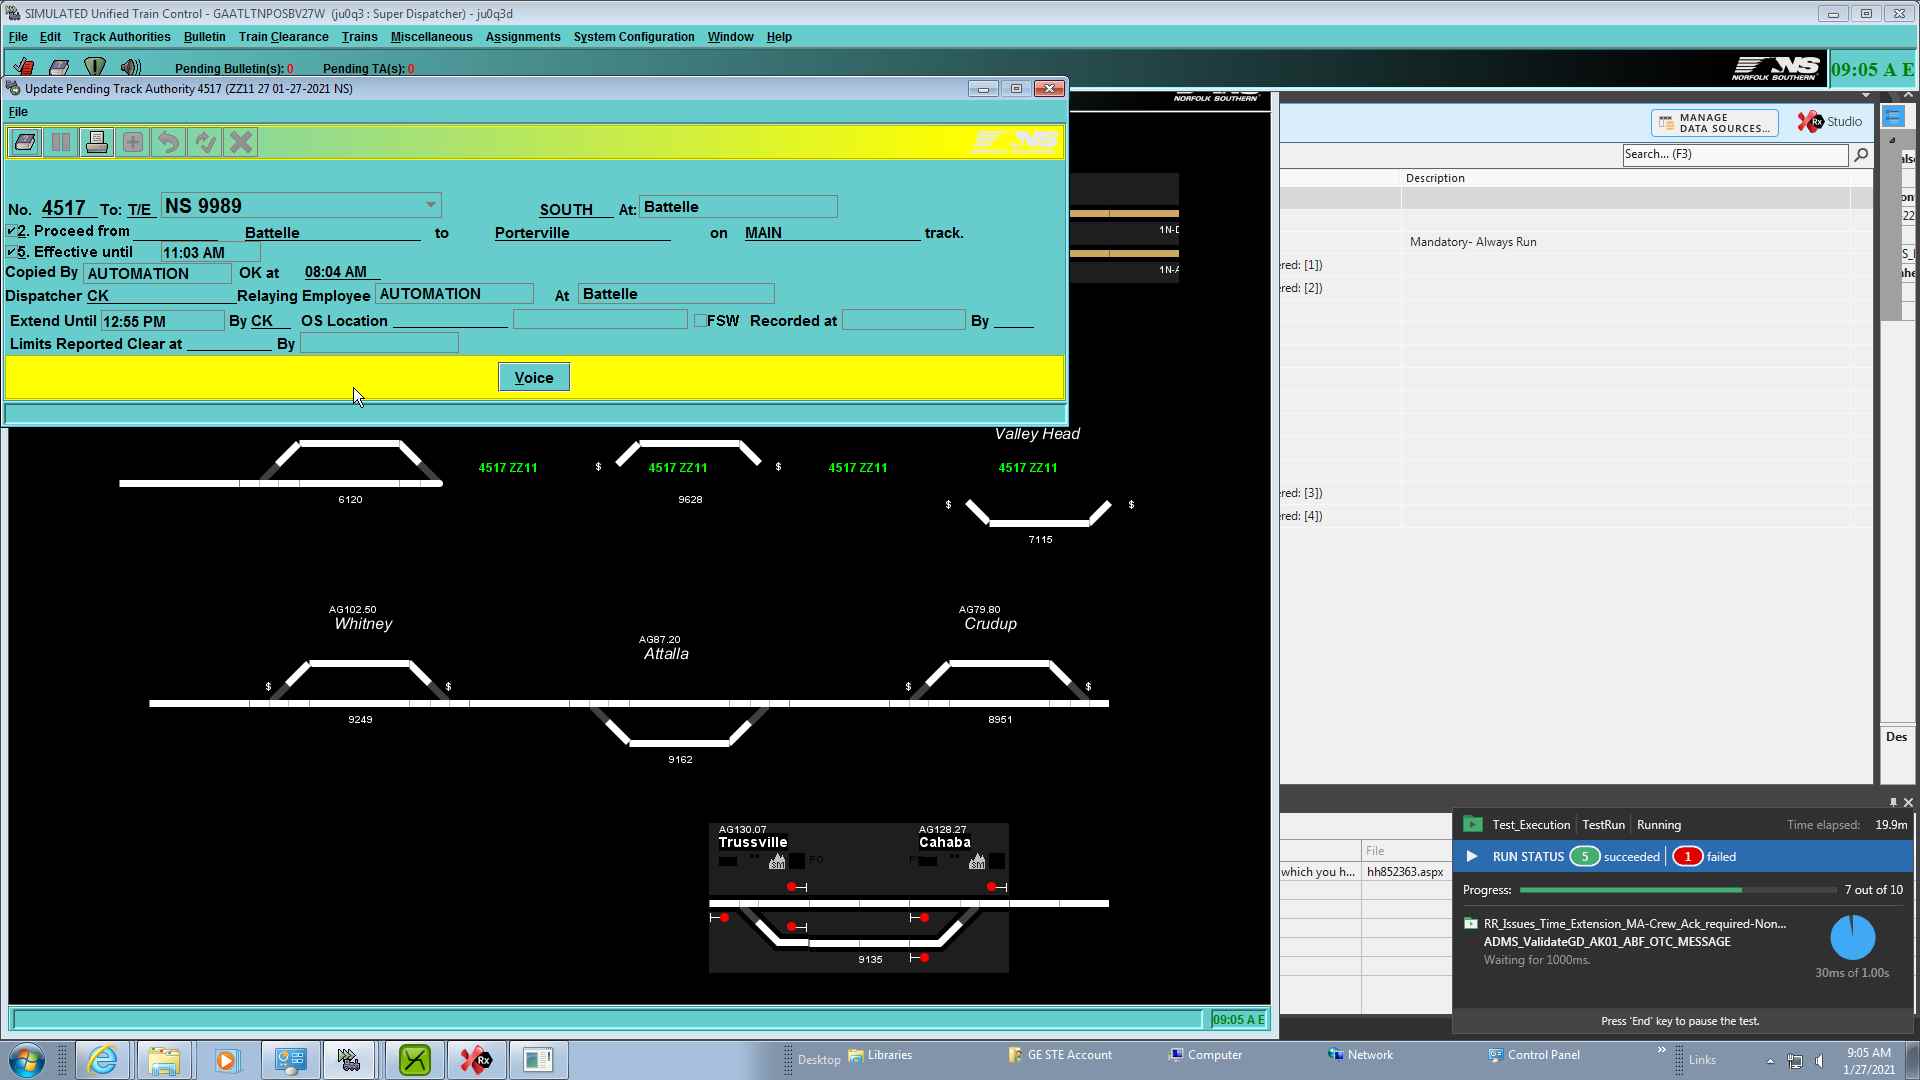 SIMULATED Unified Train Control - GAATLTNPOSBV27W (ju0q3 : Super Dispatcher) - ju0q3d
File Edit Track Authorities Bulletin Train Clearance Trains Miscellaneous Assignments System Configuration Window Help
Pending Bulletin(s): 0 Pending TA(s): 0
NS
NORFOLK SOUTHERN
09:05 A E
Update Pending Track Authority 4517 (ZZ11 27 01-27-2021 NS)
File
NORFOLK SOUTHERN
NS
MANAGE
DATA SOURCES...
Rx Studio
Search... (F3)
Description
No. 4517 To: T/E NS 9989 SOUTH At: Battelle
2. Proceed from Battelle to Porterville on MAIN track.
5. Effective until 11:03 AM
Copied By AUTOMATION OK at 08:04 AM
Dispatcher CK Relaying Employee AUTOMATION At Battelle
Extend Until 12:55 PM By CK OS Location FSW Recorded at By
Limits Reported Clear at By
Voice
1N-D
1N-A
Mandatory- Always Run
ered: [1])
ered: [2])
ered: [3])
ered: [4])
22
Des
Valley Head
4517 ZZ11 $ 4517 ZZ11 $ 4517 ZZ11 4517 ZZ11
6120 9628
$ $
7115
AG102.50
Whitney
AG87.20
Attalla
AG79.80
Crudup
$ $ $ $
9249 8951
9162
AG130.07
Trussville
AG128.27
Cahaba
SM SM
9135
09:05 A E
File
which you h... hh852363.aspx
Test_Execution TestRun Running Time elapsed: 19.9m
RUN STATUS 5 succeeded 1 failed
Progress: 7 out of 10
RR_Issues_Time_Extension_MA-Crew_Ack_required-Non...
ADMS_ValidateGD_AK01_ABF_OTC_MESSAGE
Waiting for 1000ms.
30ms of 1.00s
Press 'End' key to pause the test.
Desktop Libraries GE STE Account Computer Network Control Panel » Links
9:05 AM
1/27/2021